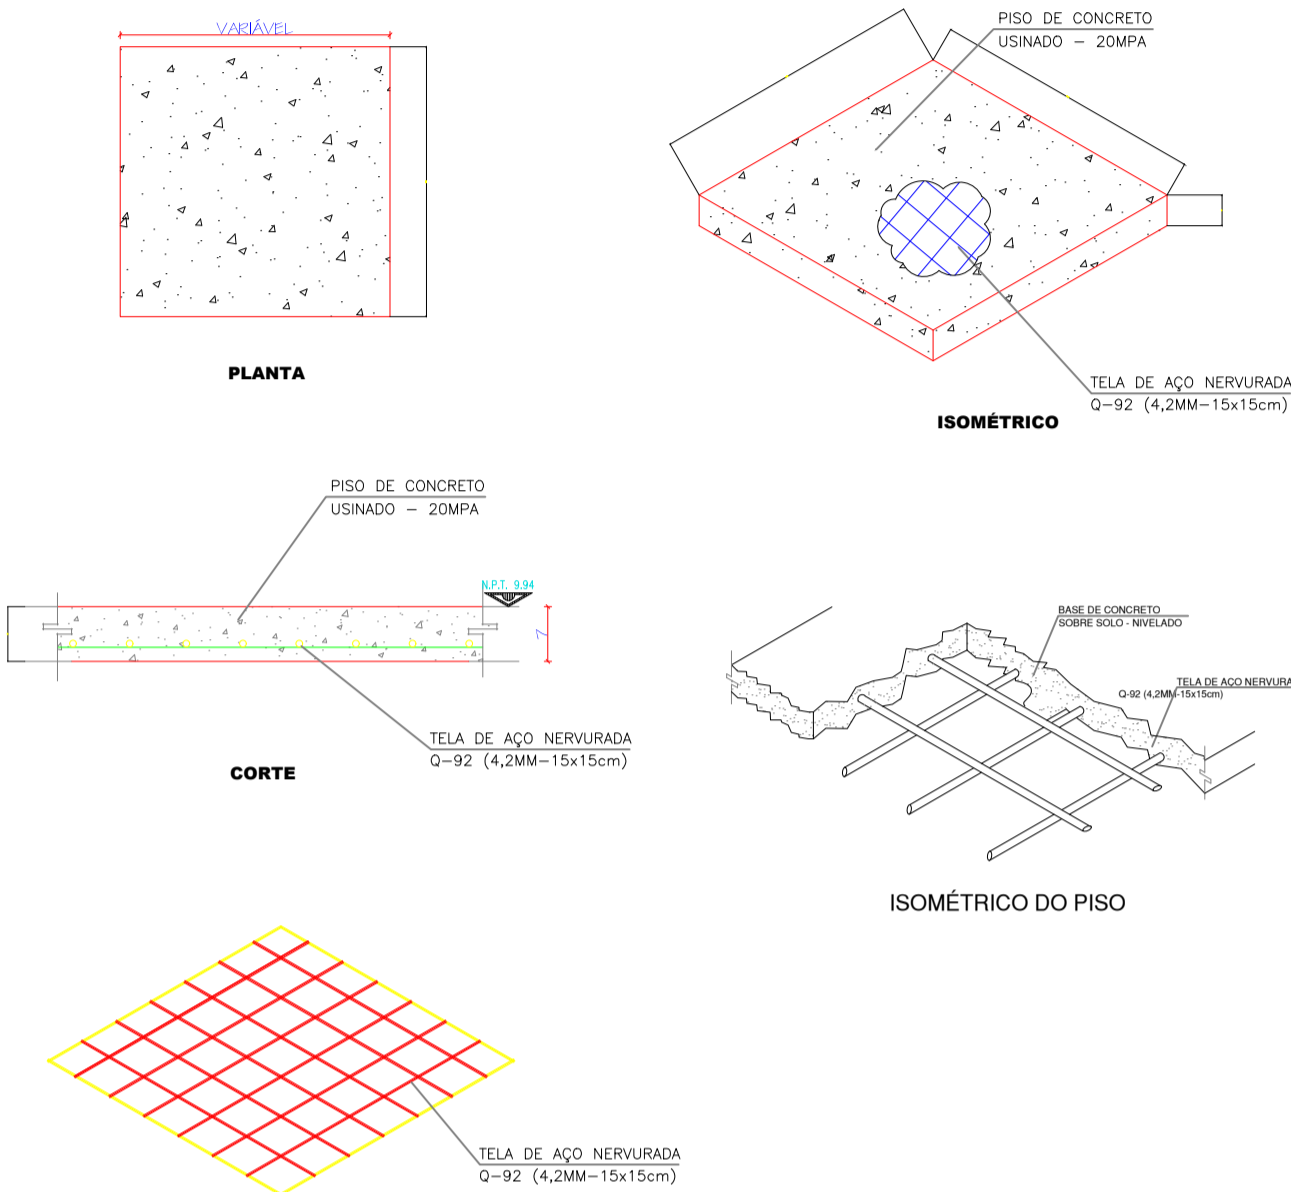 VARIÁVEL
PLANTA
PISO DE CONCRETO
USINADO – 20MPA
TELA DE AÇO NERVURADA
Q–92 (4,2MM–15x15cm)
ISOMÉTRICO
PISO DE CONCRETO
USINADO – 20MPA
N.P.T. 9.94
7
TELA DE AÇO NERVURADA
Q–92 (4,2MM–15x15cm)
CORTE
BASE DE CONCRETO
SOBRE SOLO - NIVELADO
TELA DE AÇO NERVURA
Q-92 (4,2MM-15x15cm)
ISOMÉTRICO DO PISO
TELA DE AÇO NERVURADA
Q–92 (4,2MM–15x15cm)